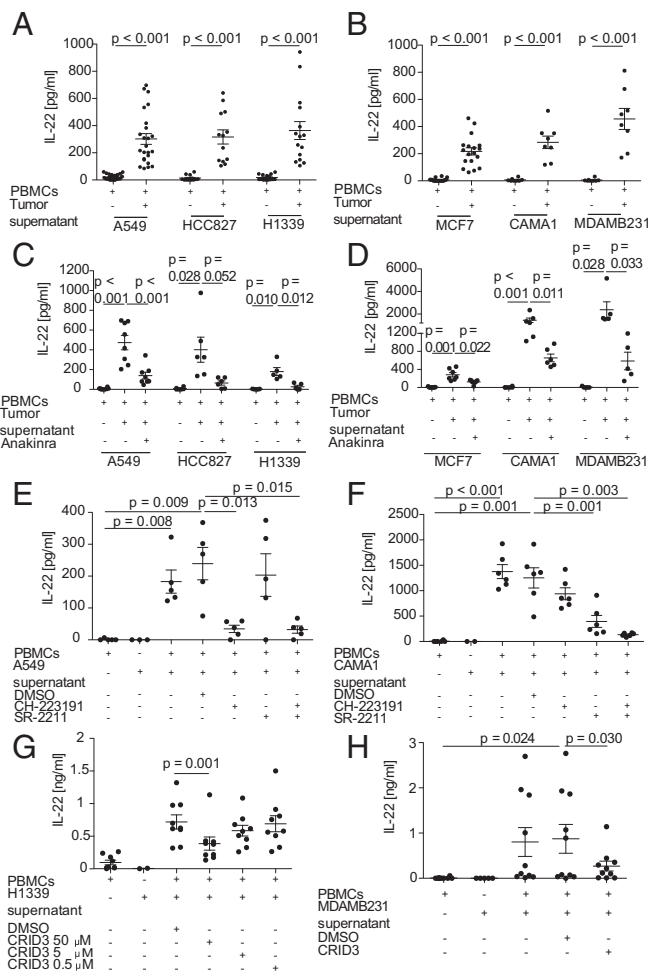 A
p < 0.001 p < 0.001 p < 0.001
IL-22 [pg/ml]
1000
800
600
400
200
0
PBMCs + + + + + +
Tumor - + - + - +
supernatant
A549 HCC827 H1339
B
p < 0.001 p < 0.001 p < 0.001
IL-22 [pg/ml]
1000
800
600
400
200
0
PBMCs + + + + + +
Tumor - + - + - +
supernatant
MCF7 CAMA1 MDAMB231
C
p < 0.001 p < 0.001
p = 0.028 p = 0.052
p = 0.010 p = 0.012
IL-22 [pg/ml]
1200
1000
800
600
400
200
0
PBMCs + + + + + + + + +
Tumor - + + - + + - + +
supernatant
Anakinra - - + - - + - - +
A549 HCC827 H1339
D
p = 0.001 p = 0.022
p < 0.001 p = 0.011
p = 0.028 p = 0.033
IL-22 [pg/ml]
6000
4000
2000
1200
800
400
0
PBMCs + + + + + + + + +
Tumor - + + - + + - + +
supernatant
Anakinra - - + - - + - - +
MCF7 CAMA1 MDAMB231
E
p = 0.015
p = 0.009 p = 0.013
p = 0.008
IL-22 [pg/ml]
400
300
200
100
0
PBMCs + - + + + + +
A549 - + + + + + +
supernatant
DMSO - - - + - - -
CH-223191 - - - - + - +
SR-2211 - - - - - + +
F
p < 0.001 p = 0.003
p = 0.001 p = 0.001
IL-22 [pg/ml]
2500
2000
1500
1000
500
0
PBMCs + - + + + + +
CAMA1 - + + + + + +
supernatant
DMSO - - - + - - -
CH-223191 - - - - + - +
SR-2211 - - - - - + +
G
p = 0.001
IL-22 [ng/ml]
2
1.5
1
0.5
0
PBMCs + - + + + +
H1339 - + + + + +
supernatant
DMSO - - + - - -
CRID3 50 μM - - - + - -
CRID3 5 μM - - - - + -
CRID3 0.5 μM - - - - - +
H
p = 0.024 p = 0.030
IL-22 [ng/ml]
3
2
1
0
PBMCs + - + + +
MDAMB231 - + + + +
supernatant
DMSO - - - + -
CRID3 - - - - +